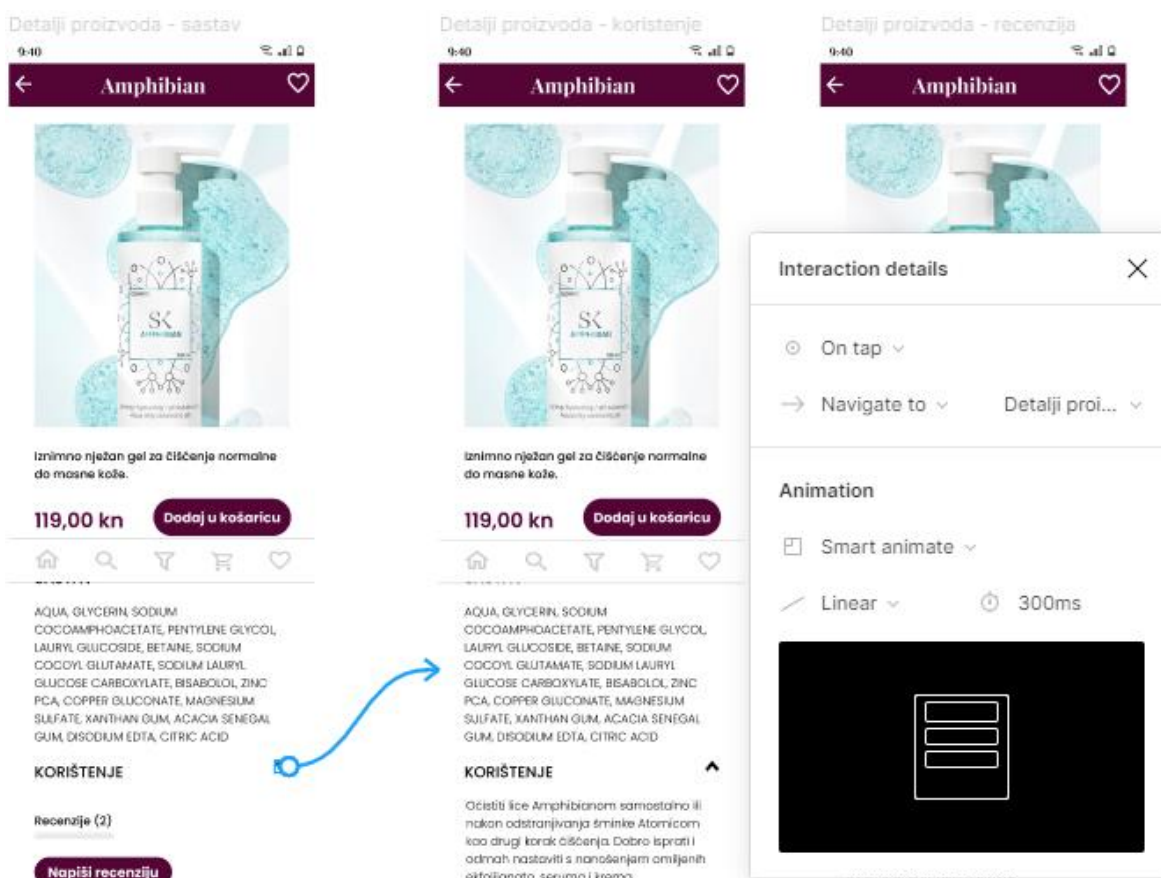 Detalji proizvoda - sastav
9:40
Amphibian
SK
AMPHIBIAN
Iznimno nježan gel za čišćenje normalne
do masne kože.
119,00 kn
Dodaj u košaricu
AQUA, GLYCERIN, SODIUM
COCOAMPHOACETATE, PENTYLENE GLYCOL,
LAURYL GLUCOSIDE, BETAINE, SODIUM
COCOYL GLUTAMATE, SODIUM LAURYL
GLUCOSE CARBOXYLATE, BISABOLOL, ZINC
PCA, COPPER GLUCONATE, MAGNESIUM
SULFATE, XANTHAN GUM, ACACIA SENEGAL
GUM, DISODIUM EDTA, CITRIC ACID
KORIŠTENJE
Recenzije (2)
Napiši recenziju
Detalji proizvoda - koristenje
9:40
Amphibian
SK
AMPHIBIAN
Iznimno nježan gel za čišćenje normalne
do masne kože.
119,00 kn
Dodaj u košaricu
AQUA, GLYCERIN, SODIUM
COCOAMPHOACETATE, PENTYLENE GLYCOL,
LAURYL GLUCOSIDE, BETAINE, SODIUM
COCOYL GLUTAMATE, SODIUM LAURYL
GLUCOSE CARBOXYLATE, BISABOLOL, ZINC
PCA, COPPER GLUCONATE, MAGNESIUM
SULFATE, XANTHAN GUM, ACACIA SENEGAL
GUM, DISODIUM EDTA, CITRIC ACID
KORIŠTENJE
Očistiti lice Amphibianom samostalno ili
nakon odstranjivanja šminke Atomicom
kao drugi korak čišćenja. Dobro isprati i
odmah nastaviti s nanošenjem omiljenih
eksfolijanata, seruma i krema
Detalji proizvoda - recenzija
9:40
Amphibian
Interaction details
On tap
Navigate to
Detalji proi...
Animation
Smart animate
Linear
300ms